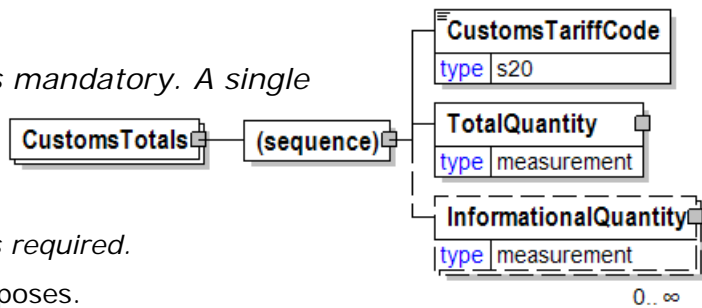 CustomsTariffCode
type s20
s mandatory. A single
CustomsTotals
(sequence)
TotalQuantity
type measurement
InformationalQuantity
type measurement
s required.
poses.
0.. ∞